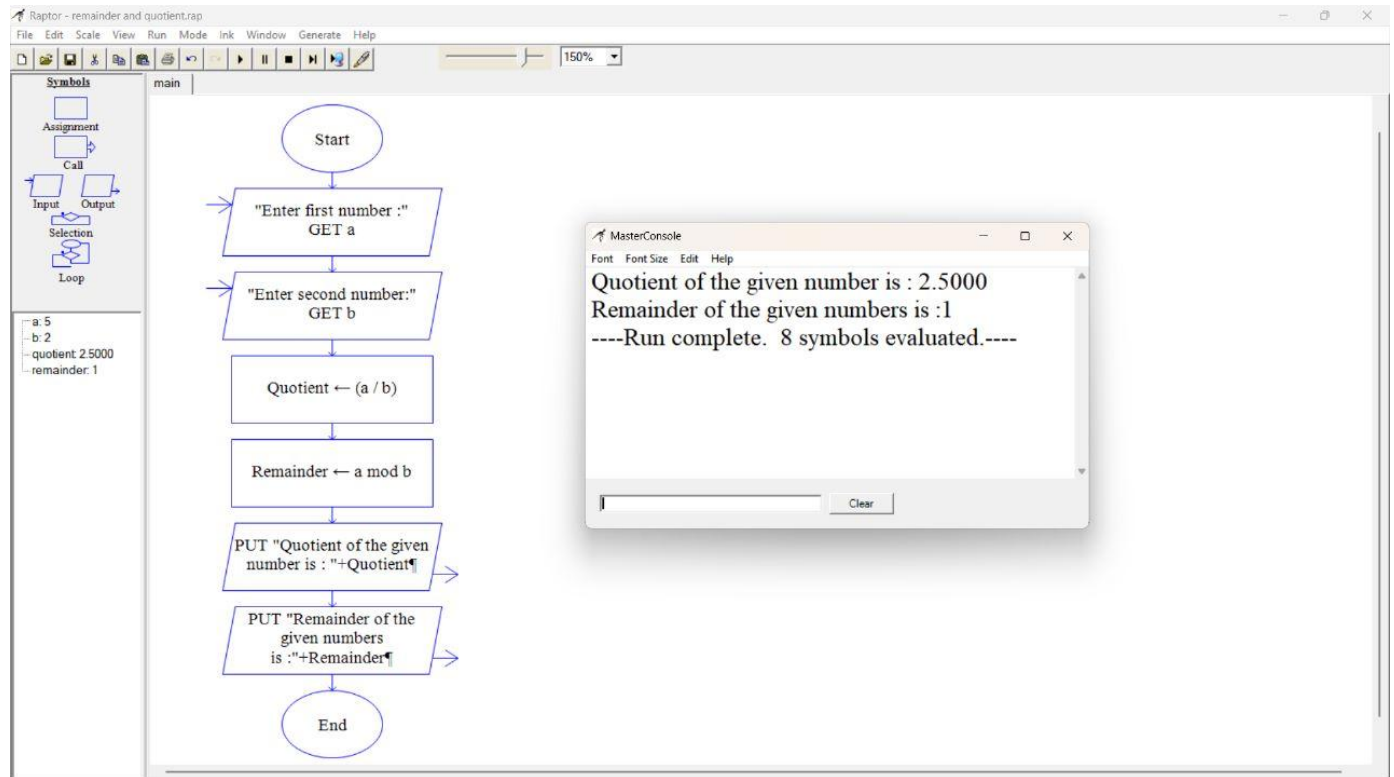 Raptor - remainder and quotient.rap
File Edit Scale View Run Mode Ink Window Generate Help
150%
Symbols
Assignment
Call
Input Output
Selection
Loop
a: 5
b: 2
quotient: 2.5000
remainder: 1
main
Start
"Enter first number :"
GET a
"Enter second number:"
GET b
Quotient ← (a / b)
Remainder ← a mod b
PUT "Quotient of the given
number is : "+Quotient¶
PUT "Remainder of the
given numbers
is :"+Remainder¶
End
MasterConsole
Font Font Size Edit Help
Quotient of the given number is : 2.5000
Remainder of the given numbers is :1
----Run complete.  8 symbols evaluated.----
Clear